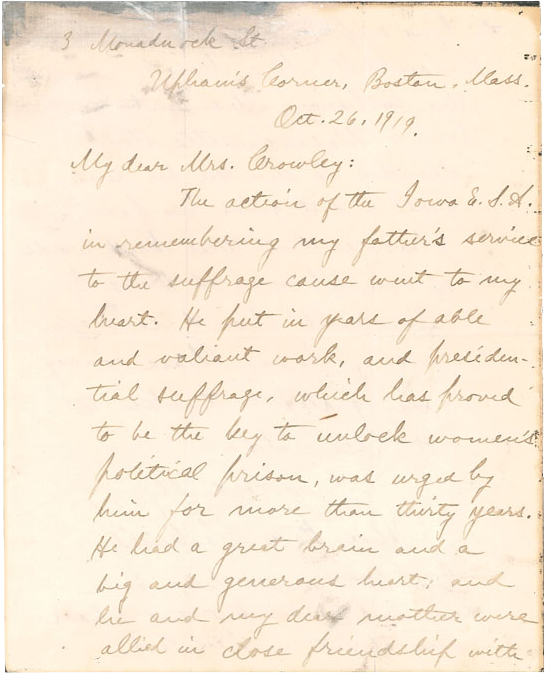 3 Monadnock St.
Upham's Corner, Boston, Mass.
Oct. 26, 1919.
My dear Mrs. Crowley:
The action of the Iowa E. S. A.
in remembering my father's service
to the suffrage cause went to my
heart. He put in years of able
and valiant work, and presiden-
tial suffrage, which has proved
to be the key to unlock women's
political prison, was urged by
him for more than thirty years.
He had a great brain and a
big and generous heart; and
he and my dear mother were
allied in close friendship with